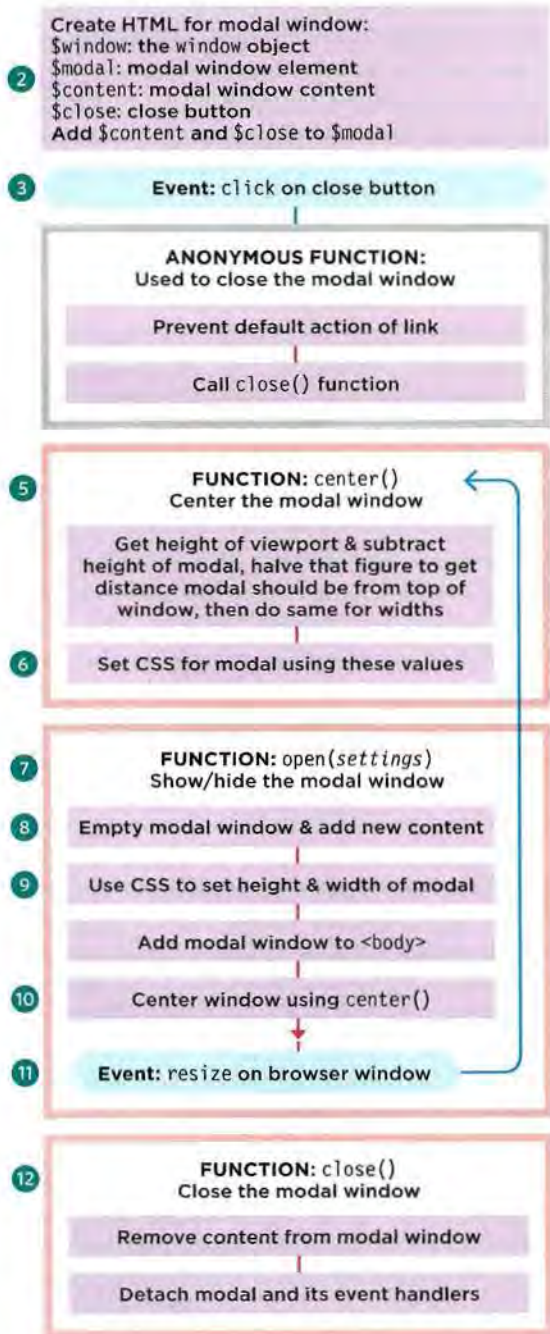 2
Create HTML for modal window:
$window: the window object
$modal: modal window element
$content: modal window content
$close: close button
Add $content and $close to $modal
3
Event: click on close button
ANONYMOUS FUNCTION:
Used to close the modal window
Prevent default action of link
Call close() function
5
FUNCTION: center()
Center the modal window
Get height of viewport & subtract
height of modal, halve that figure to get
distance modal should be from top of
window, then do same for widths
6
Set CSS for modal using these values
7
FUNCTION: open(settings)
Show/hide the modal window
8
Empty modal window & add new content
9
Use CSS to set height & width of modal
Add modal window to <body>
10
Center window using center()
11
Event: resize on browser window
12
FUNCTION: close()
Close the modal window
Remove content from modal window
Detach modal and its event handlers